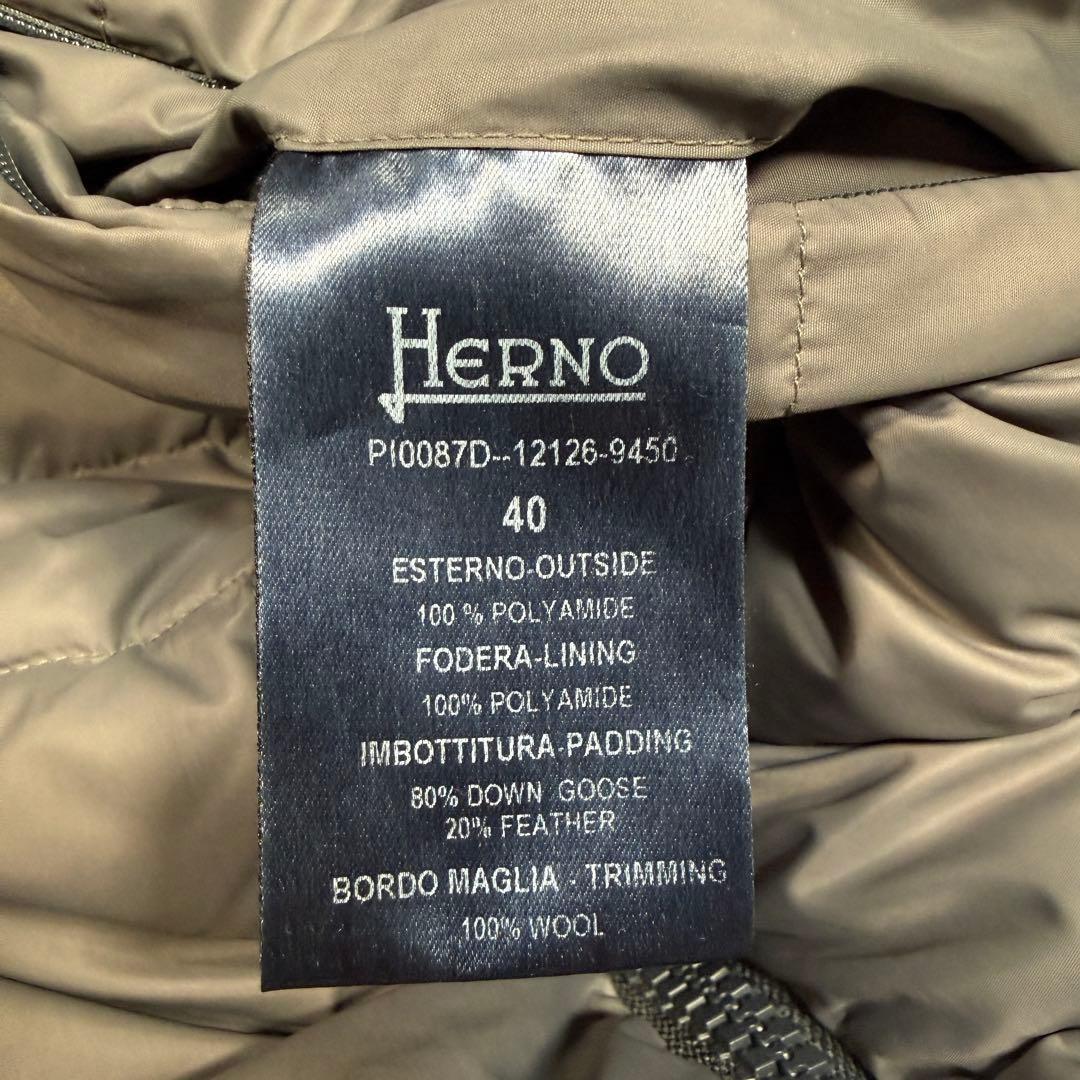 HERNO
PI0087D--12126-9450
40
ESTERNO-OUTSIDE
100 % POLYAMIDE
FODERA-LINING
100% POLYAMIDE
IMBOTTITURA-PADDING
80% DOWN GOOSE
20% FEATHER
BORDO MAGLIA - TRIMMING
100% WOOL